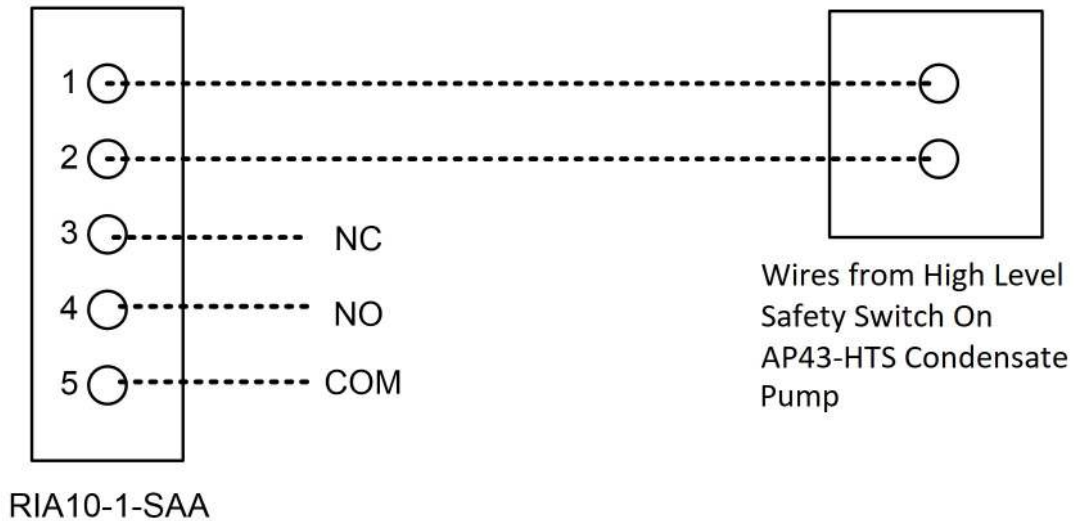 1
2
3 NC
4 NO
5 COM
Wires from High Level
Safety Switch On
AP43-HTS Condensate
Pump
RIA10-1-SAA